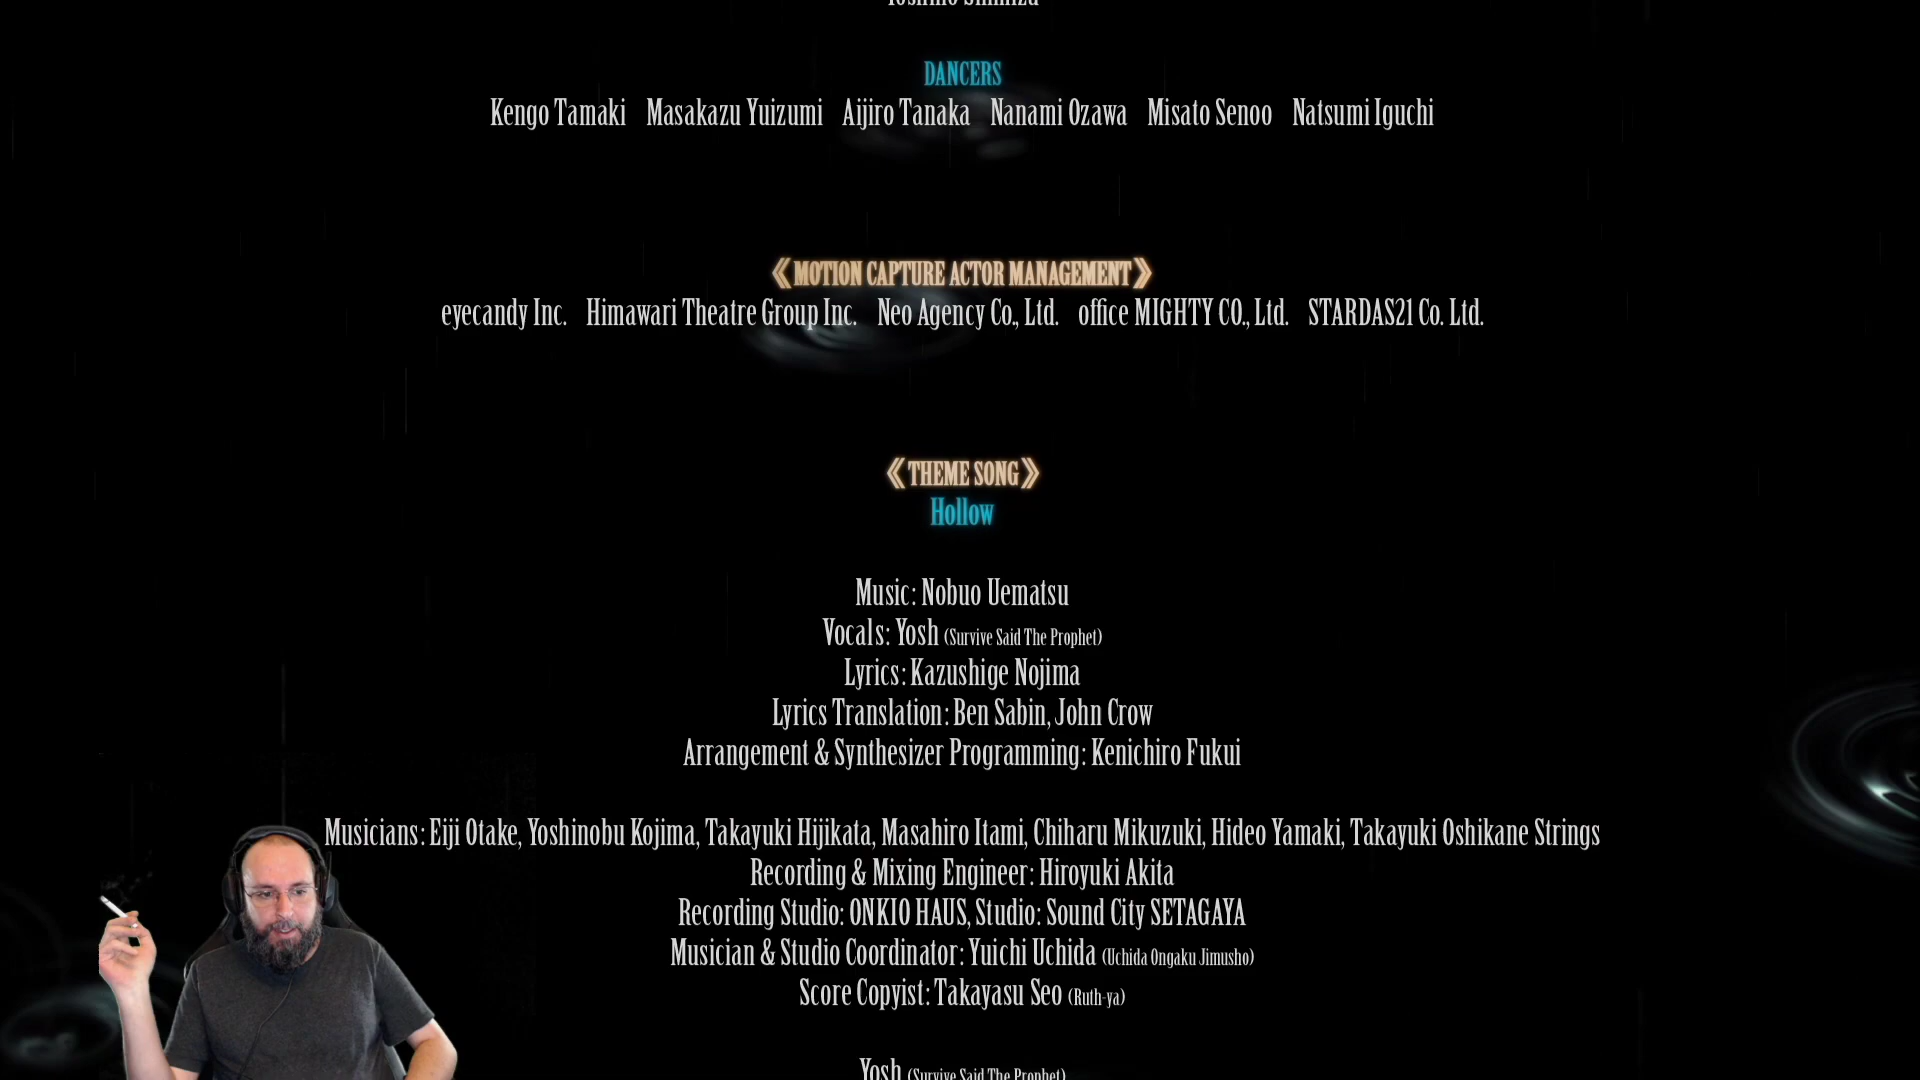 DANCERS
Kengo Tamaki Masakazu Yuizumi Aijiro Tanaka Nanami Ozawa Misato Senoo Natsumi Iguchi
《MOTION CAPTURE ACTOR MANAGEMENT》
eyecandy Inc. Himawari Theatre Group Inc. Neo Agency Co., Ltd. office MIGHTY CO., Ltd. STARDAS21 Co. Ltd.
《THEME SONG》
Hollow
Music: Nobuo Uematsu
Vocals: Yosh (Survive Said The Prophet)
Lyrics: Kazushige Nojima
Lyrics Translation: Ben Sabin, John Crow
Arrangement & Synthesizer Programming: Kenichiro Fukui
Musicians: Eiji Otake, Yoshinobu Kojima, Takayuki Hijikata, Masahiro Itami, Chiharu Mikuzuki, Hideo Yamaki, Takayuki Oshikane Strings
Recording & Mixing Engineer: Hiroyuki Akita
Recording Studio: ONKIO HAUS, Studio: Sound City SETAGAYA
Musician & Studio Coordinator: Yuichi Uchida (Uchida Ongaku Jimusho)
Score Copyist: Takayasu Seo (Ruth-ya)
Yosh (Survive Said The Prophet)